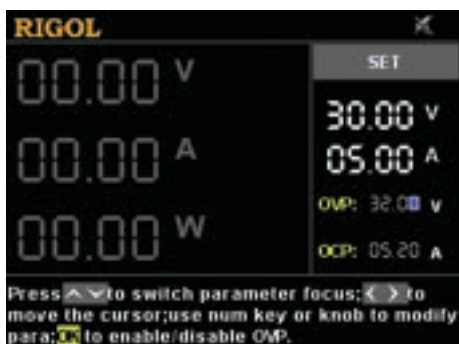 RIGOL
SET
00.00 V
00.00 A
00.00 W
30.00 V
05.00 A
OVP: 32.00 V
OCP: 05.20 A
Press to switch parameter focus; < > to
move the cursor;use num key or knob to modify
para;OK to enable/disable OVP.